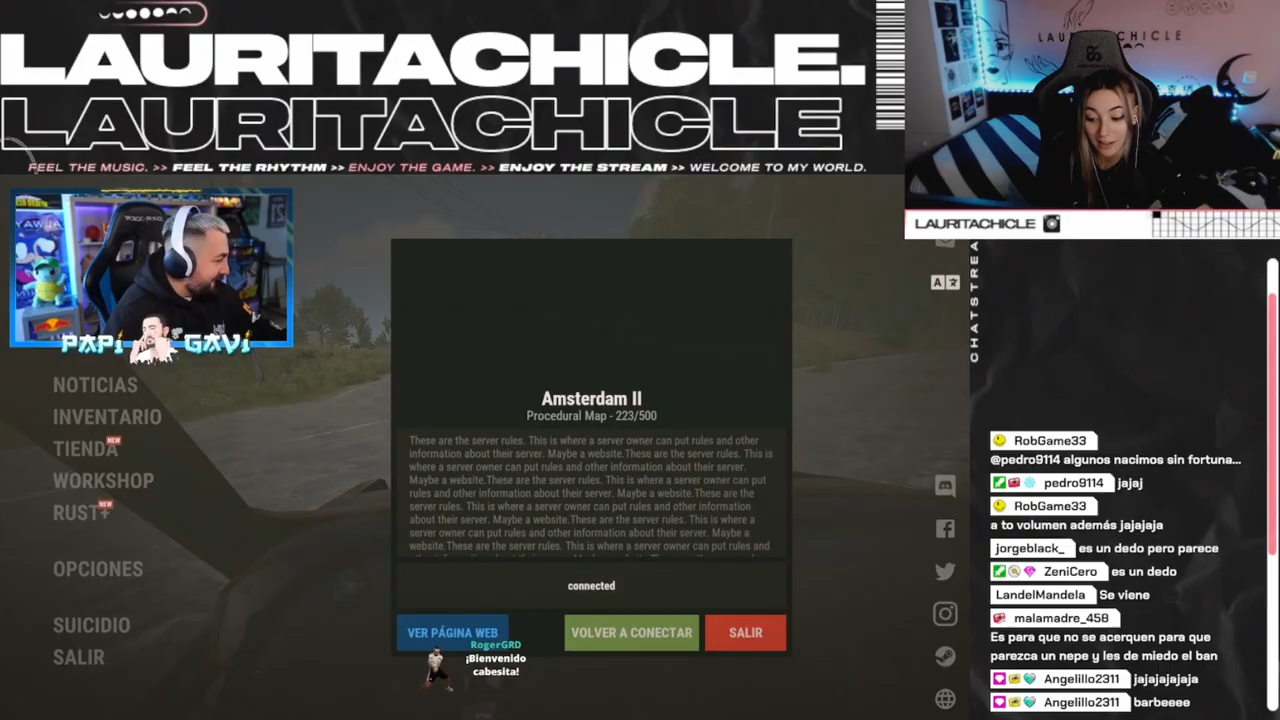 LAURITACHICLE.
LAURITACHICLE
FEEL THE MUSIC. >> FEEL THE RHYTHM >> ENJOY THE GAME. >> ENJOY THE STREAM >> WELCOME TO MY WORLD.
LAURITACHICLE
PAPi GAVi
NOTICIAS
INVENTARIO
TIENDA NEW
WORKSHOP
RUST+ NEW
OPCIONES
SUICIDIO
SALIR
Amsterdam II
Procedural Map - 223/500
These are the server rules. This is where a server owner can put rules and other
information about their server. Maybe a website.These are the server rules. This is
where a server owner can put rules and other information about their server.
Maybe a website.These are the server rules. This is where a server owner can put
rules and other information about their server. Maybe a website.These are the
server rules. This is where a server owner can put rules and other information
about their server. Maybe a website.These are the server rules. This is where a
server owner can put rules and other information about their server. Maybe a
website.These are the server rules. This is where a server owner can put rules and
connected
VER PÁGINA WEB
VOLVER A CONECTAR
SALIR
RogerGRD
¡Bienvenido
cabesita!
CHATSTREA
RobGame33
@pedro9114 algunos nacimos sin fortuna...
pedro9114 jajaj
RobGame33
a to volumen además jajajaja
jorgeblack_ es un dedo pero parece
ZeniCero es un dedo
LandelMandela Se viene
malamadre_458
Es para que no se acerquen para que
parezca un nepe y les de miedo el ban
Angelillo2311 jajajajajaja
Angelillo2311 barbeeee